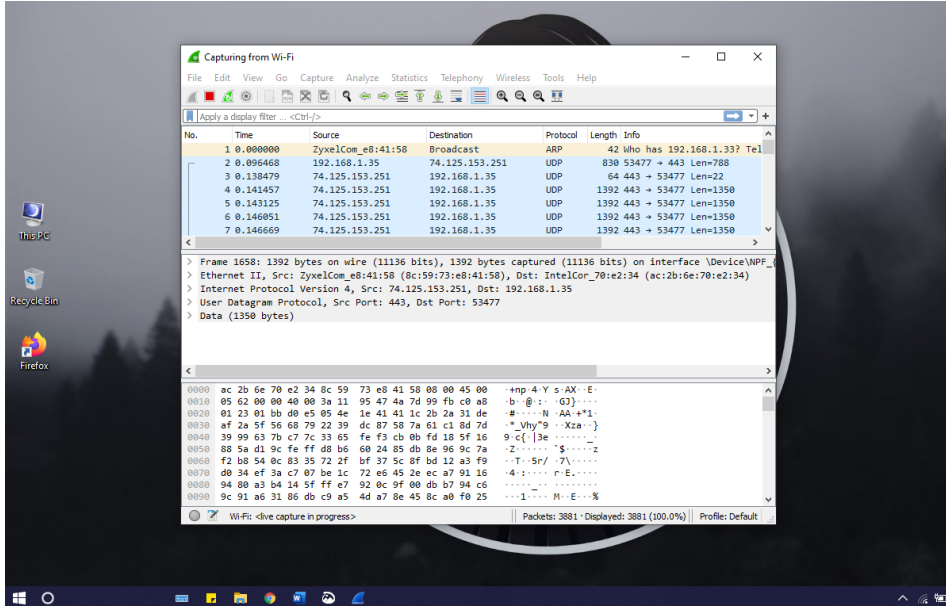 Capturing from Wi-Fi
File Edit View Go Capture Analyze Statistics Telephony Wireless Tools Help
Apply a display filter ... <Ctrl-/>
No. Time Source Destination Protocol Length Info
1 0.000000 ZyxelCom_e8:41:58 Broadcast ARP 42 Who has 192.168.1.33? Tel
2 0.096468 192.168.1.35 74.125.153.251 UDP 830 53477 → 443 Len=788
3 0.138479 74.125.153.251 192.168.1.35 UDP 64 443 → 53477 Len=22
4 0.141457 74.125.153.251 192.168.1.35 UDP 1392 443 → 53477 Len=1350
5 0.143125 74.125.153.251 192.168.1.35 UDP 1392 443 → 53477 Len=1350
6 0.146051 74.125.153.251 192.168.1.35 UDP 1392 443 → 53477 Len=1350
7 0.146669 74.125.153.251 192.168.1.35 UDP 1392 443 → 53477 Len=1350
This PC
Recycle Bin
Firefox
Frame 1658: 1392 bytes on wire (11136 bits), 1392 bytes captured (11136 bits) on interface \Device\NPF_{
Ethernet II, Src: ZyxelCom_e8:41:58 (8c:59:73:e8:41:58), Dst: IntelCor_70:e2:34 (ac:2b:6e:70:e2:34)
Internet Protocol Version 4, Src: 74.125.153.251, Dst: 192.168.1.35
User Datagram Protocol, Src Port: 443, Dst Port: 53477
Data (1350 bytes)
0000 ac 2b 6e 70 e2 34 8c 59 73 e8 41 58 08 00 45 00 ·+np·4·Y s·AX··E·
0010 05 62 00 00 40 00 3a 11 95 47 4a 7d 99 fb c0 a8 ·b··@·:· ·GJ}····
0020 01 23 01 bb d0 e5 05 4e 1e 41 41 1c 2b 2a 31 de ·#·····N ·AA·+*1·
0030 af 2a 5f 56 68 79 22 39 dc 87 58 7a 61 c1 8d 7d ·*_Vhy"9 ··Xza··}
0040 39 99 63 7b c7 7c 33 65 fe f3 cb 0b fd 18 5f 16 9·c{·|3e ······_·
0050 88 5a d1 9c fe ff d8 b6 60 24 85 db 8e 96 9c 7a ·Z······ `$·····z
0060 f2 b8 54 0c 83 35 72 2f bf 37 5c 8f bd 12 a3 f9 ··T··5r/ ·7\·····
0070 d0 34 ef 3a c7 07 be 1c 72 e6 45 2e ec a7 91 16 ·4·:···· r·E.····
0080 94 80 a3 b4 14 5f ff e7 92 0c 9f 00 db b7 94 c6 ·····_·· ········
0090 9c 91 a6 31 86 db c9 a5 4d a7 8e 45 8c a0 f0 25 ···1···· M··E···%
Wi-Fi: <live capture in progress> Packets: 3881 · Displayed: 3881 (100.0%) Profile: Default